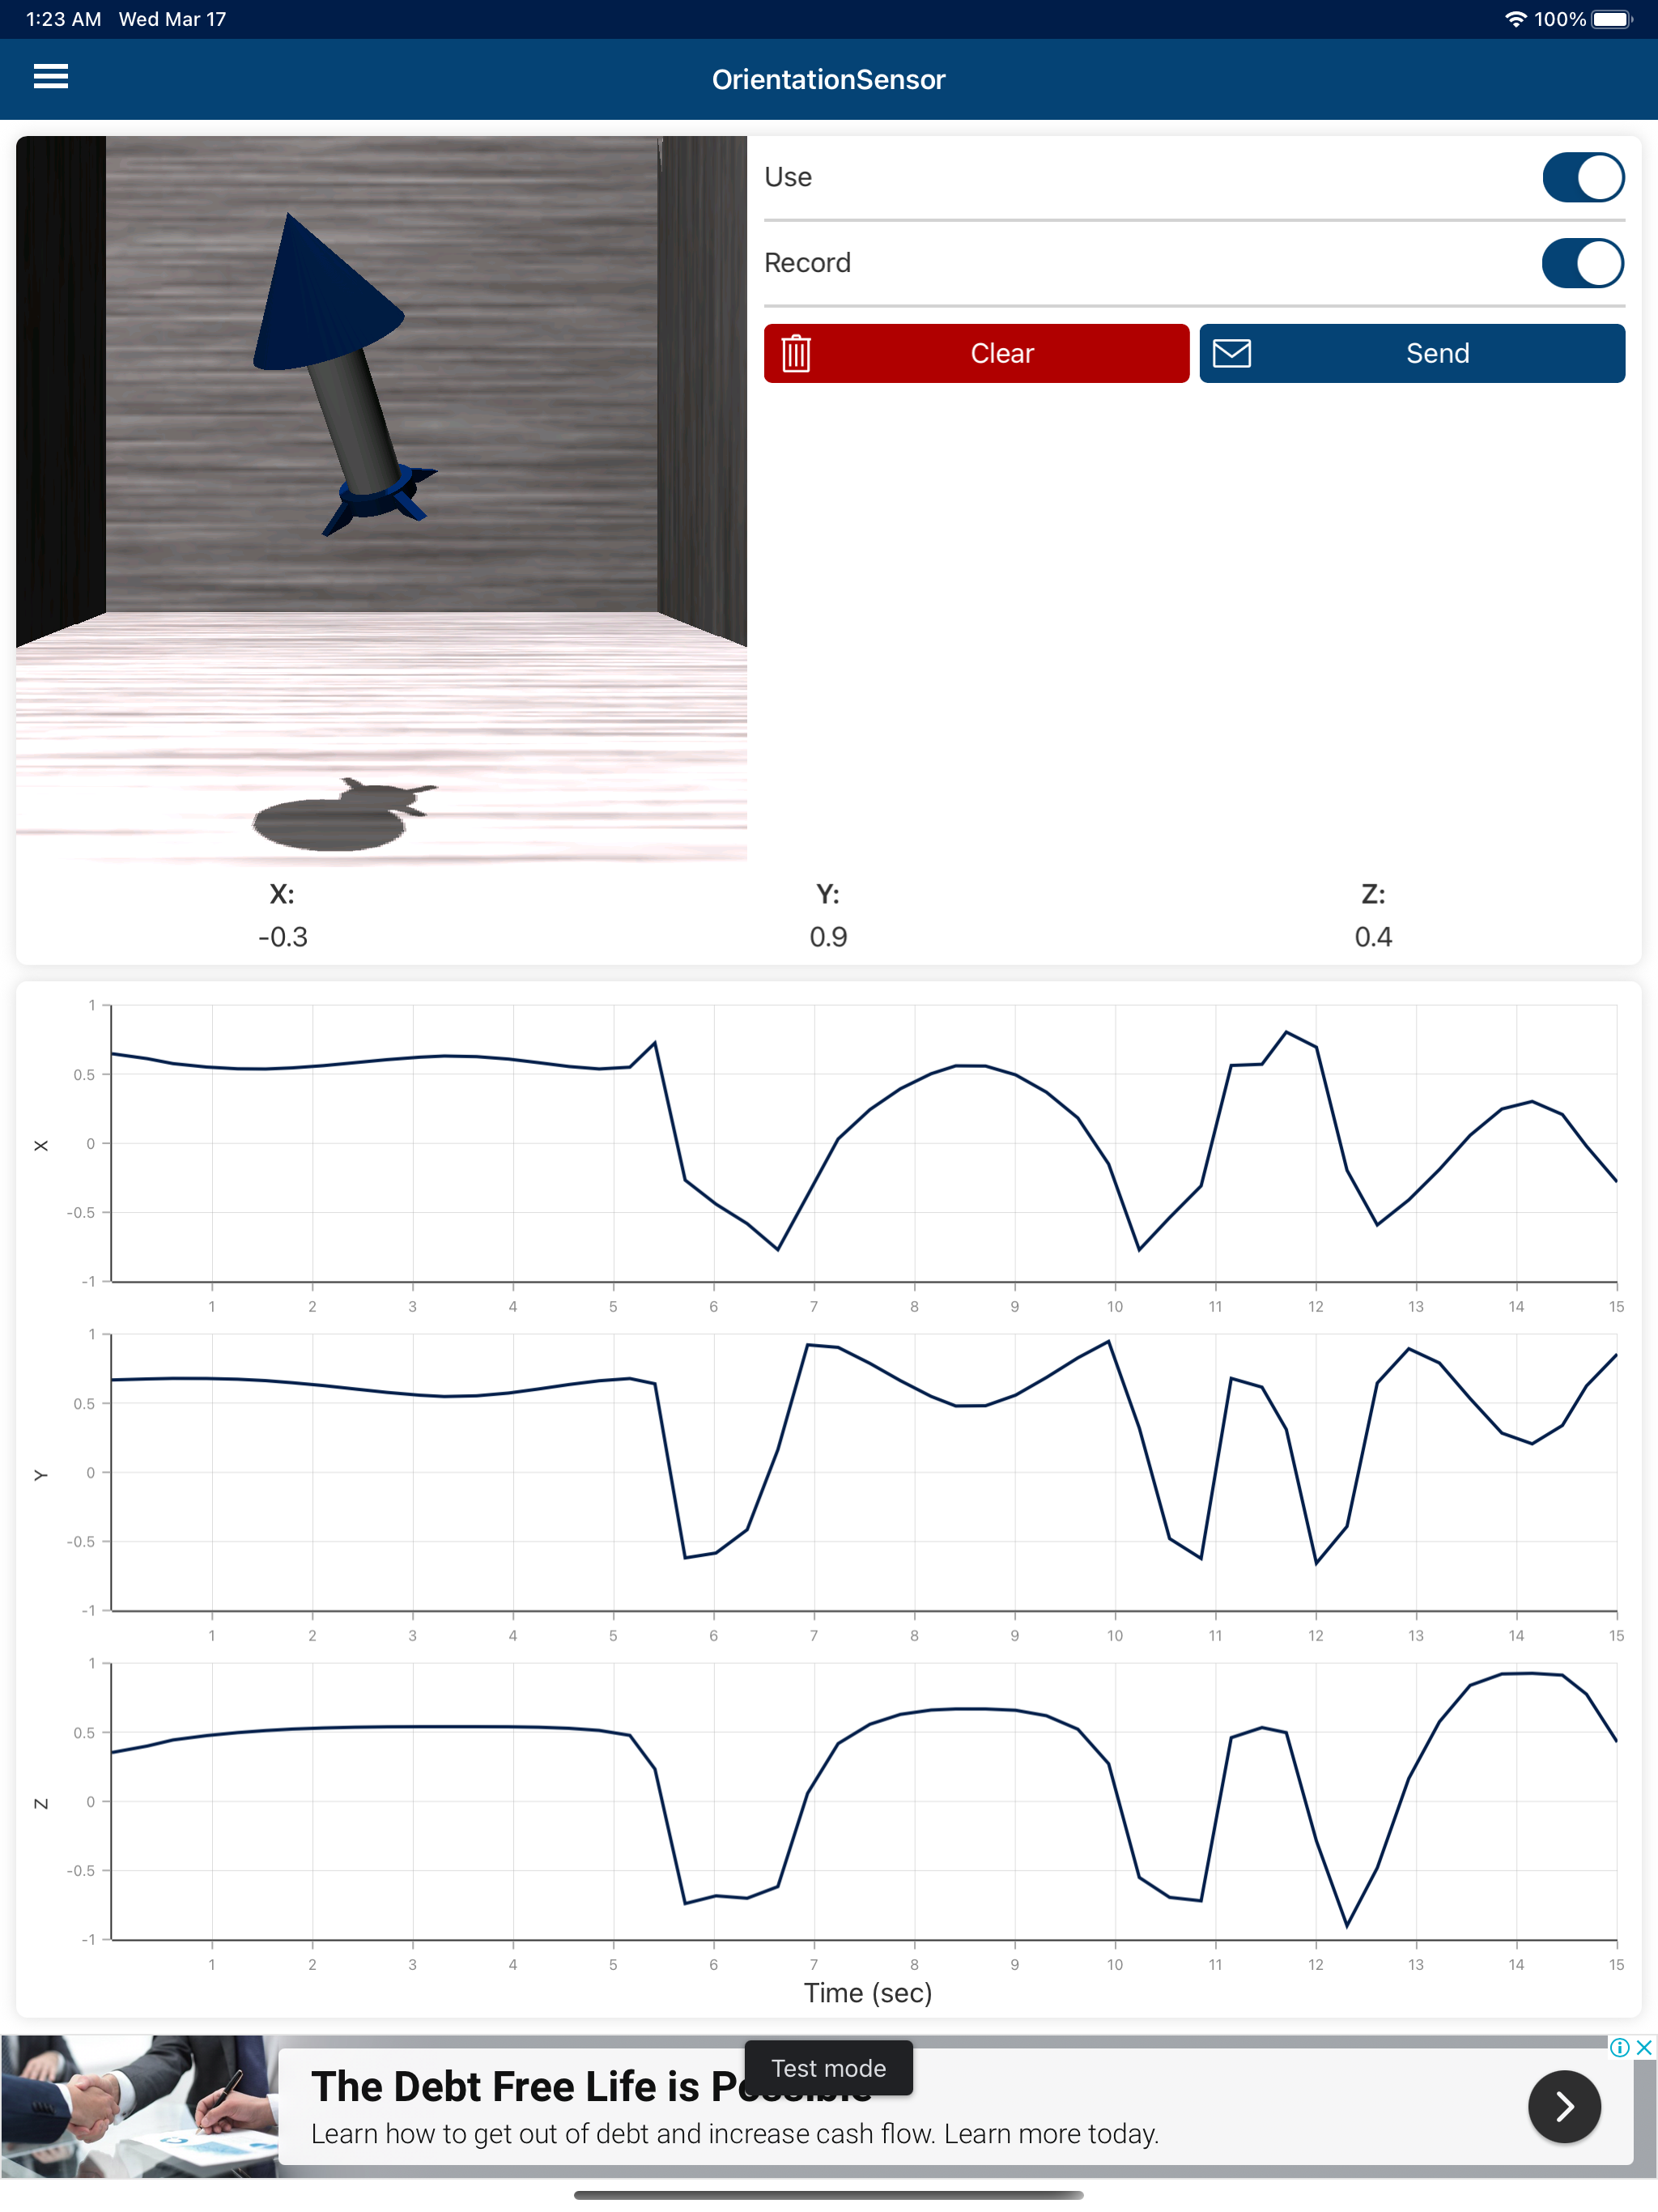 1:23 AM Wed Mar 17 100%
OrientationSensor
Use
Record
Clear Send
X: Y: Z:
-0.3 0.9 0.4
1
0.5
0
-0.5
-1
X
1 2 3 4 5 6 7 8 9 10 11 12 13 14 15
1
0.5
0
-0.5
-1
Y
1 2 3 4 5 6 7 8 9 10 11 12 13 14 15
1
0.5
0
-0.5
-1
Z
1 2 3 4 5 6 7 8 9 10 11 12 13 14 15
Time (sec)
Test mode
The Debt Free Life is
Learn how to get out of debt and increase cash flow. Learn more today.